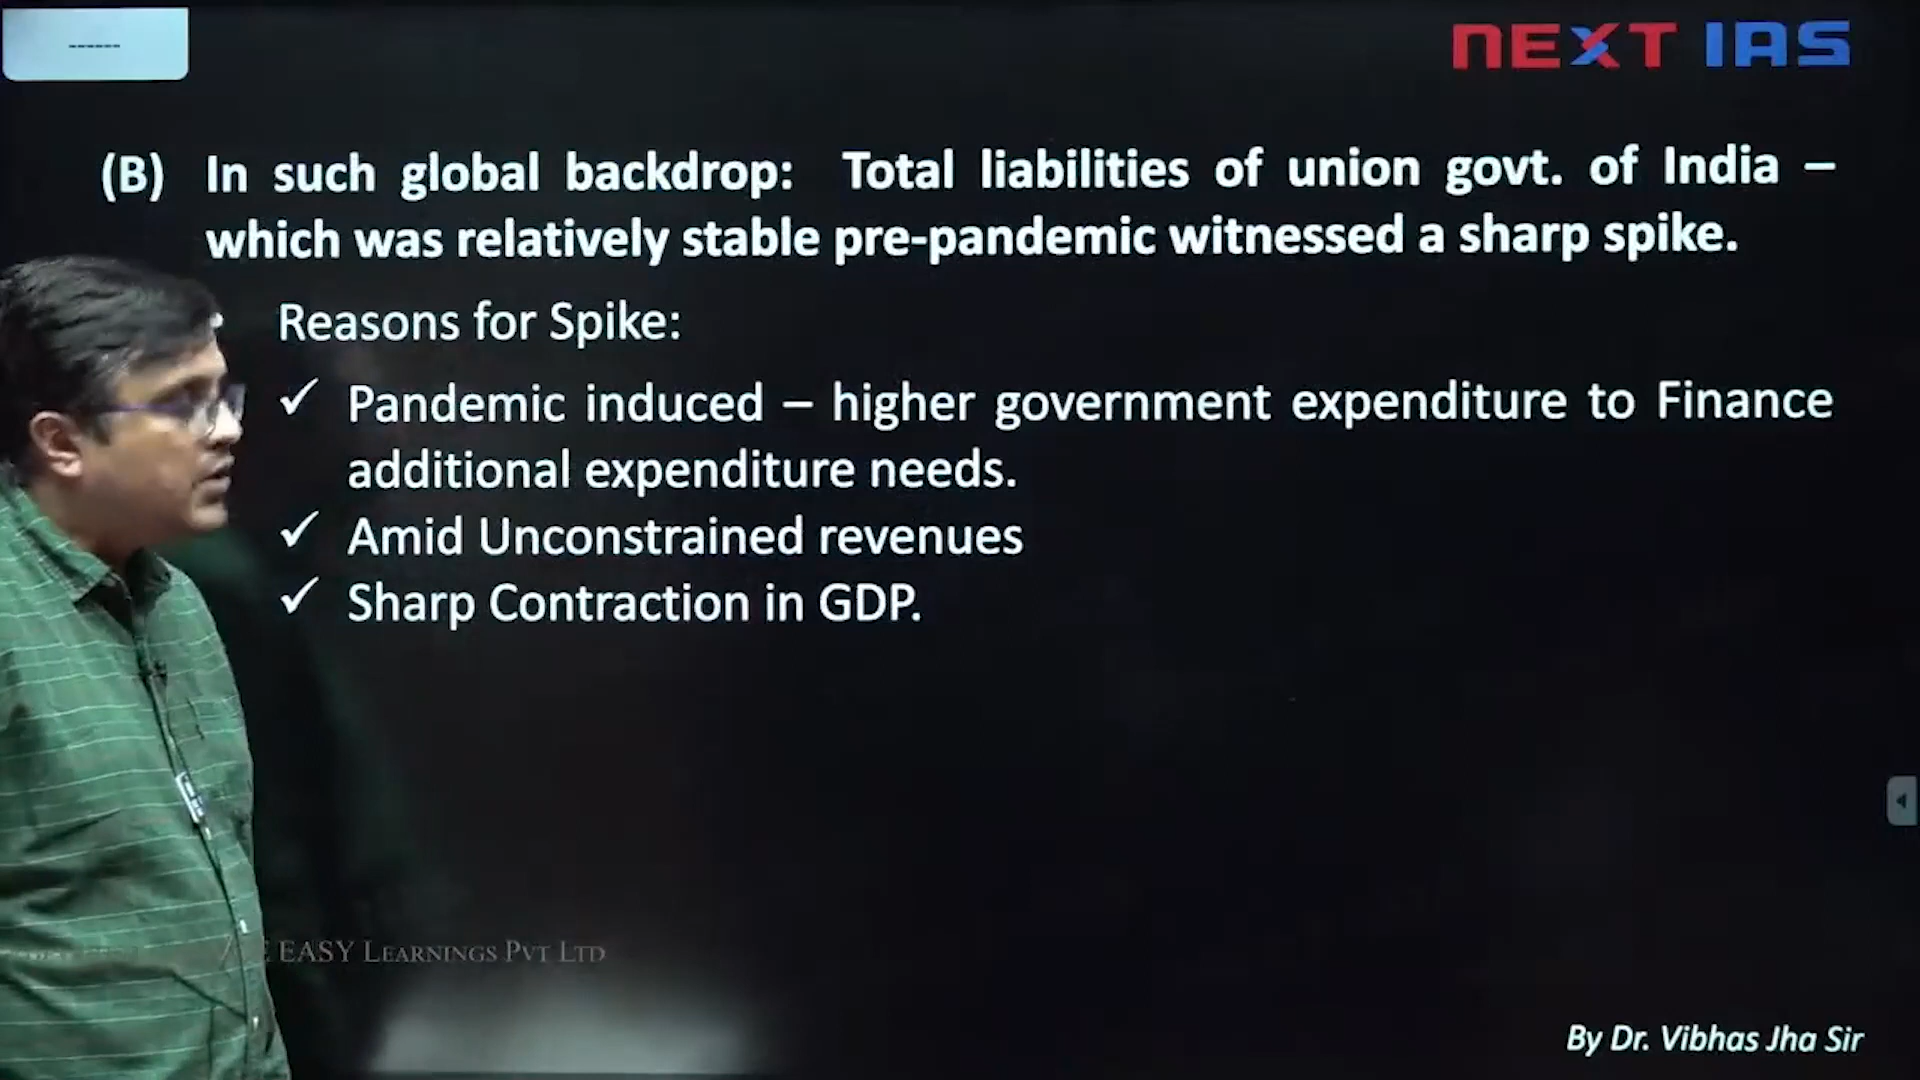 ------
NEXT IAS
(B) In such global backdrop: Total liabilities of union govt. of India –
which was relatively stable pre-pandemic witnessed a sharp spike.
Reasons for Spike:
✓ Pandemic induced – higher government expenditure to Finance
additional expenditure needs.
✓ Amid Unconstrained revenues
✓ Sharp Contraction in GDP.
EASY Learnings Pvt Ltd
By Dr. Vibhas Jha Sir